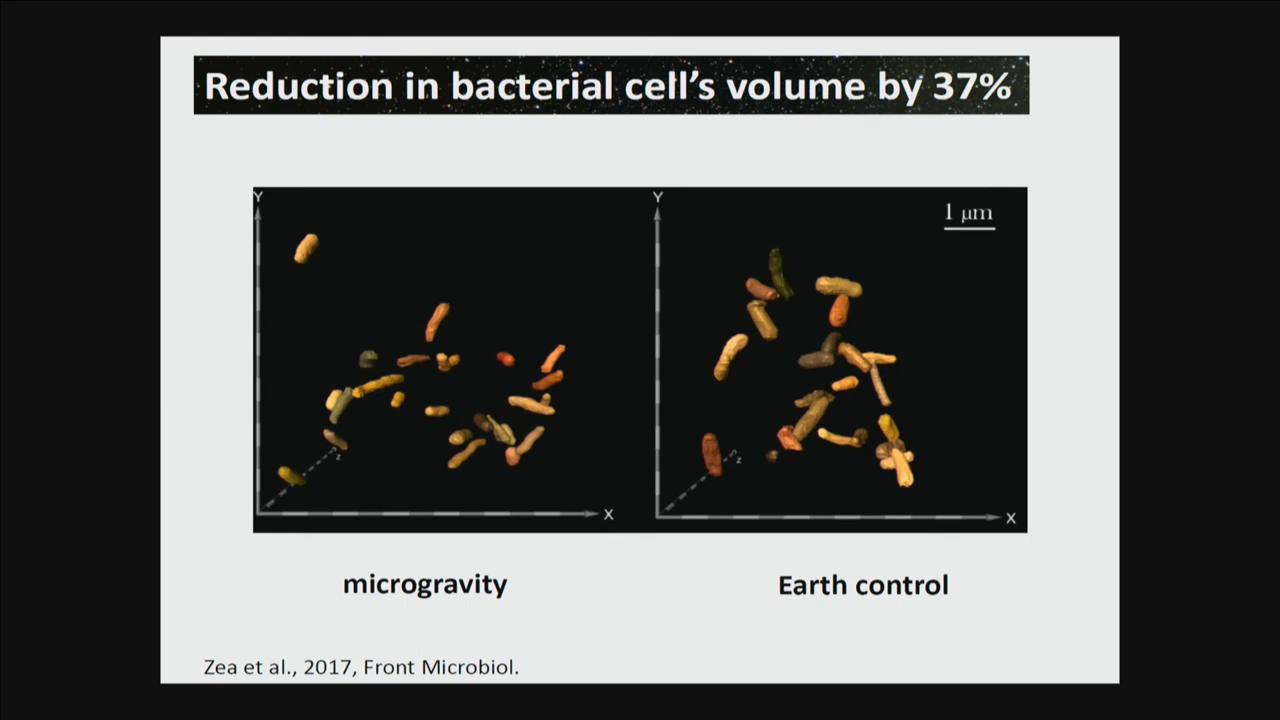 Reduction in bacterial cell’s volume by 37%
Y
Y
1 μm
z
z
X
X
microgravity
Earth control
Zea et al., 2017, Front Microbiol.